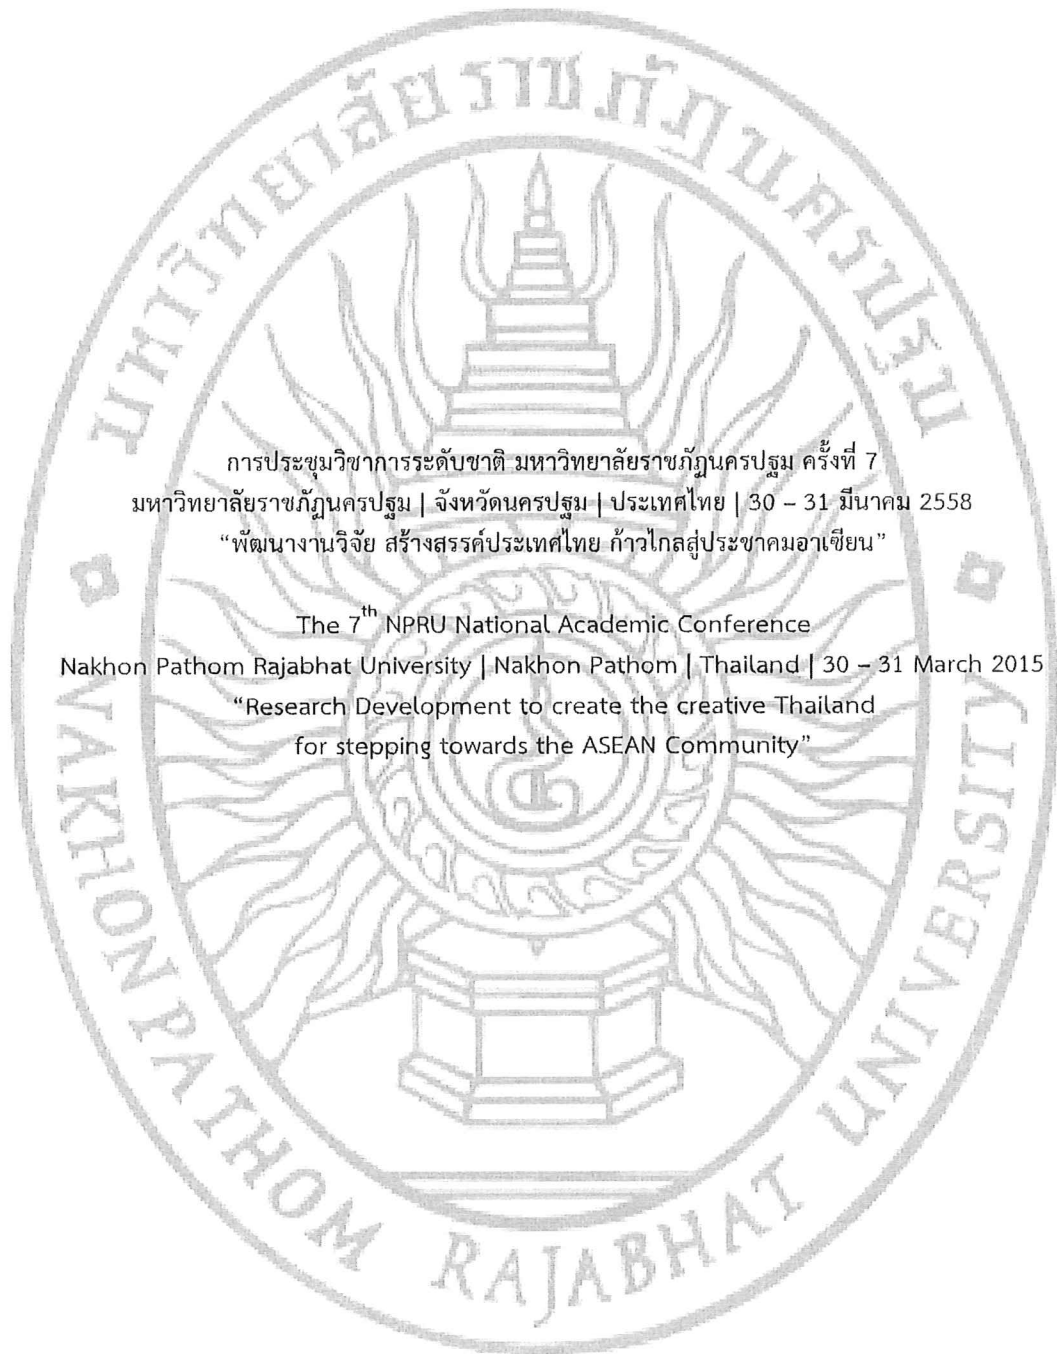 มหาวิทยาลัยราชภัฏนครปฐม
การประชุมวิชาการระดับชาติ มหาวิทยาลัยราชภัฏนครปฐม ครั้งที่ 7
มหาวิทยาลัยราชภัฏนครปฐม | จังหวัดนครปฐม | ประเทศไทย | 30 – 31 มีนาคม 2558
“พัฒนางานวิจัย สร้างสรรค์ประเทศไทย ก้าวไกลสู่ประชาคมอาเซียน”
The 7th NPRU National Academic Conference
Nakhon Pathom Rajabhat University | Nakhon Pathom | Thailand | 30 – 31 March 2015
“Research Development to create the creative Thailand
for stepping towards the ASEAN Community”
NAKHON PATHOM RAJABHAT UNIVERSITY